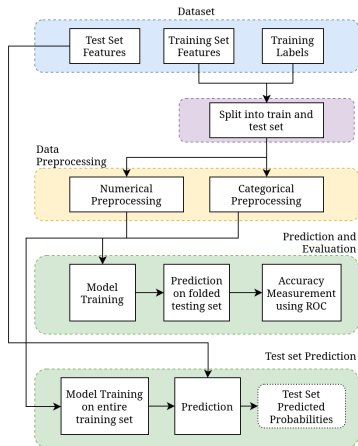 Dataset
Test Set
Features
Training Set
Features
Training
Labels
Split into train and
test set
Data
Preprocessing
Numerical
Preprocessing
Categorical
Preprocessing
Prediction and
Evaluation
Model
Training
Prediction
on folded
testing set
Accuracy
Measurement
using ROC
Test set Prediction
Model Training
on entire
training set
Prediction
Test Set
Predicted
Probabilities